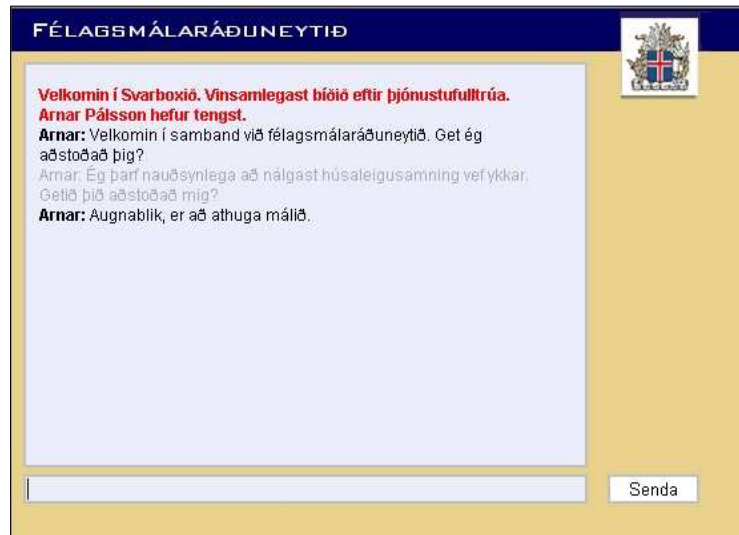 FÉLAGSMÁLARÁÐUNEYTIÐ
Velkomin í Svarboxið. Vinsamlegast bíðið eftir þjónustufulltrúa.
Arnar Pálsson hefur tengst.
Arnar: Velkomin í samband við félagsmálaráðuneytið. Get ég
aðstoðað þig?
Arnar: Ég þarf nauðsynlega að nálgast húsaleigusamning vef ykkar.
Getið þið aðstoðað mig?
Arnar: Augnablik, er að athuga málið.
Senda